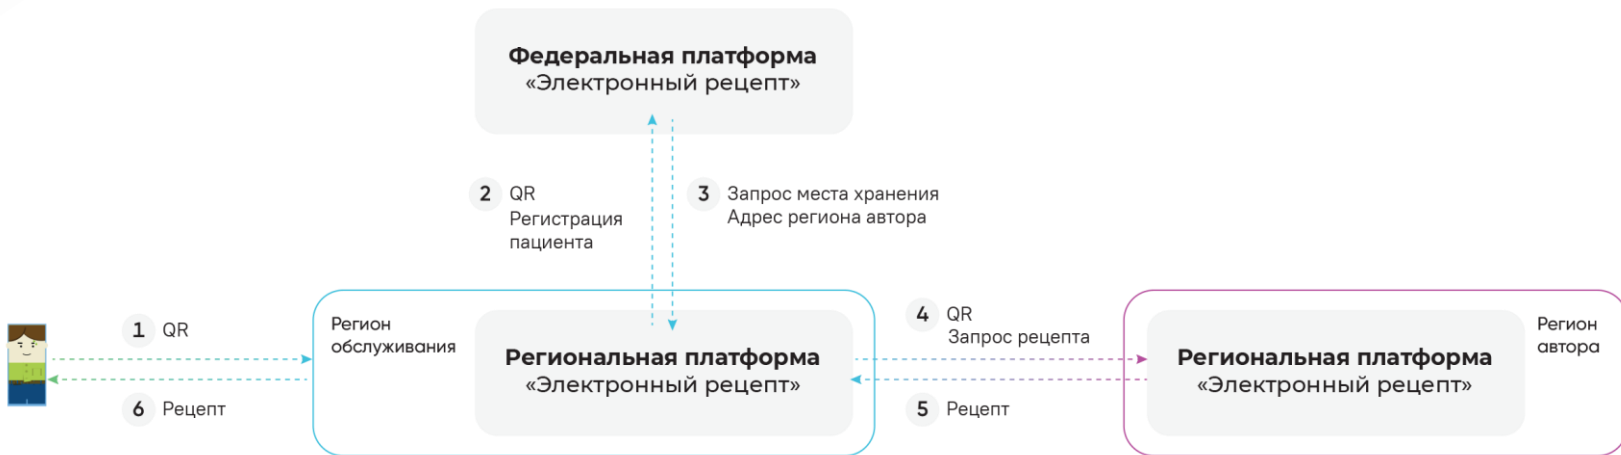 Федеральная платформа
«Электронный рецепт»
2 QR
Регистрация
пациента
3 Запрос места хранения
Адрес региона автора
1 QR
6 Рецепт
Регион
обслуживания
Региональная платформа
«Электронный рецепт»
4 QR
Запрос рецепта
5 Рецепт
Региональная платформа
«Электронный рецепт»
Регион
автора